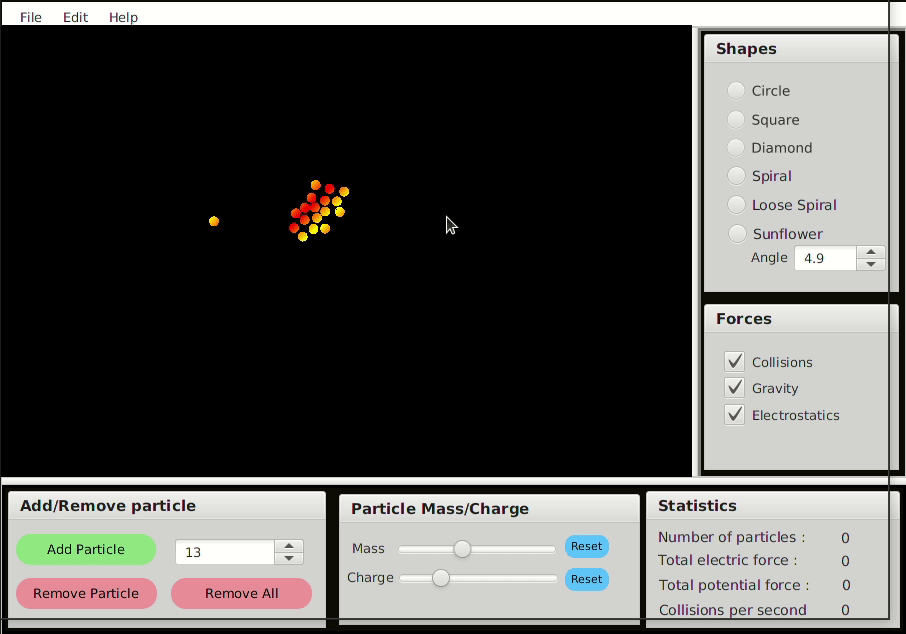 File Edit Help
Shapes
Circle
Square
Diamond
Spiral
Loose Spiral
Sunflower
Angle 4.9
Forces
Collisions
Gravity
Electrostatics
Add/Remove particle
Add Particle 13
Remove Particle Remove All
Particle Mass/Charge
Mass Reset
Charge Reset
Statistics
Number of particles : 0
Total electric force : 0
Total potential force : 0
Collisions per second 0